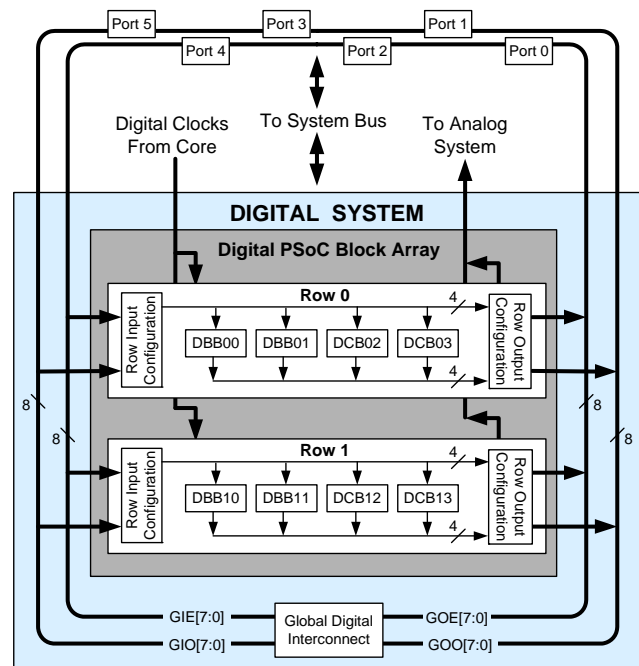 Port 5
Port 3
Port 1
Port 4
Port 2
Port 0
Digital Clocks
From Core
To System Bus
To Analog
System
DIGITAL SYSTEM
Digital PSoC Block Array
Row 0
Row Input
Configuration
4
DBB00
DBB01
DCB02
DCB03
4
Row Output
Configuration
8
8
8
8
Row 1
Row Input
Configuration
4
DBB10
DBB11
DCB12
DCB13
4
Row Output
Configuration
GIE[7:0]
GIO[7:0]
Global Digital
Interconnect
GOE[7:0]
GOO[7:0]